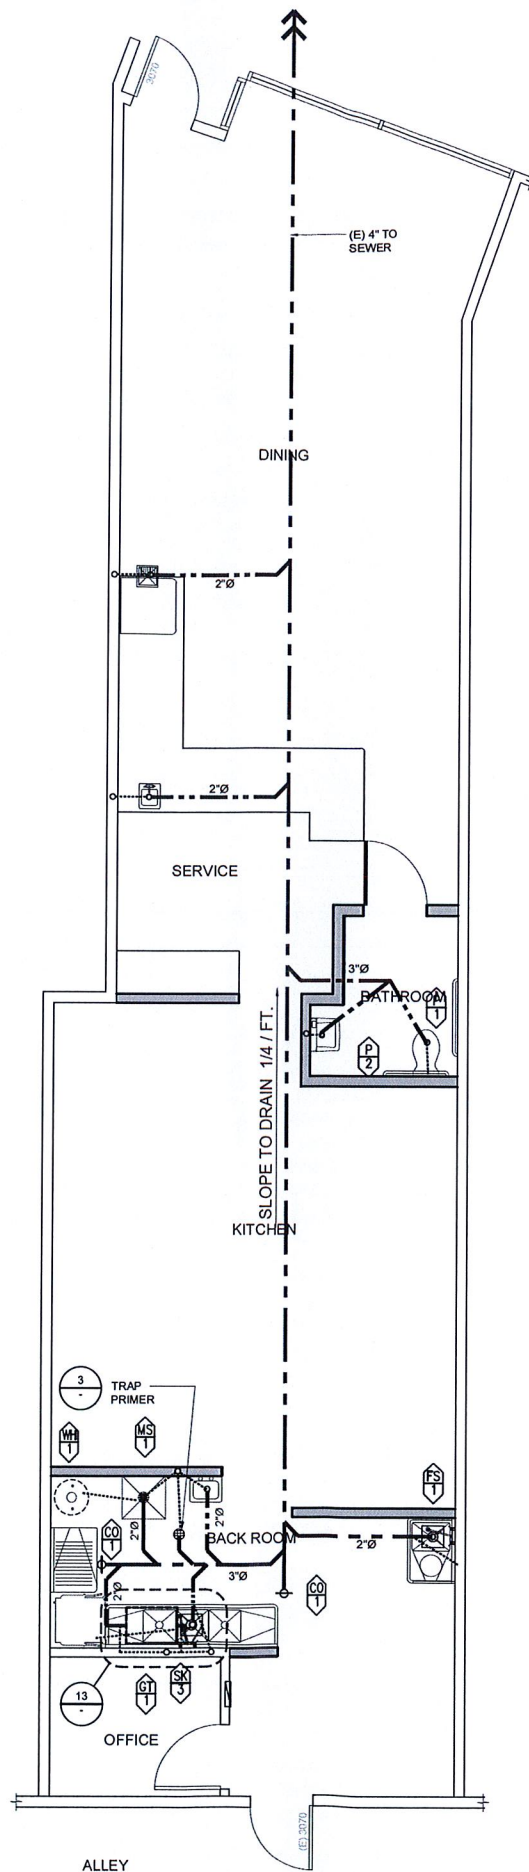 3070
(E) 4" TO
SEWER
DINING
2"Ø
2"Ø
SERVICE
3"Ø
BATHROOM
P
1
P
2
SLOPE TO DRAIN 1/4 / FT.
KITCHEN
3
-
TRAP
PRIMER
WH
1
MS
1
FS
1
CO
1
2"Ø
2"Ø
BACK ROOM
2"Ø
3"Ø
2"Ø
CO
1
13
-
GT
1
SK
3
OFFICE
(E) 3070
ALLEY